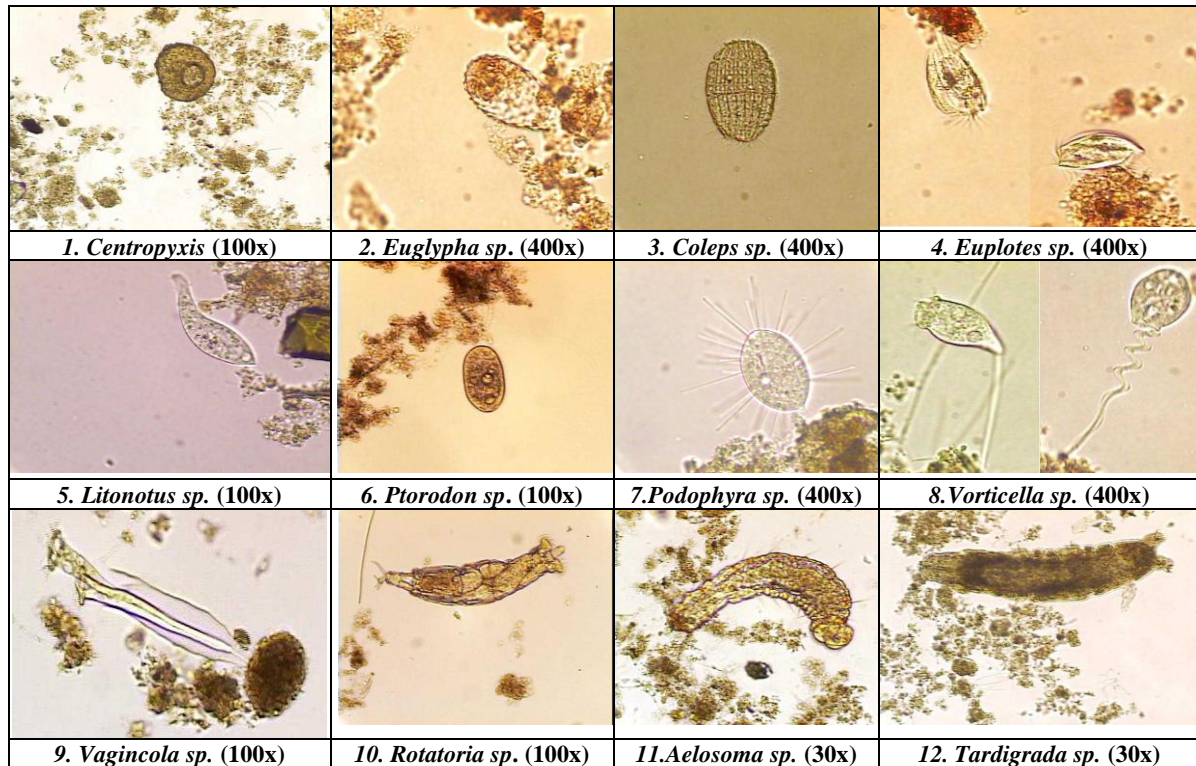 1. Centropyxis (100x)
2. Euglypha sp. (400x)
3. Coleps sp. (400x)
4. Euplotes sp. (400x)
5. Litonotus sp. (100x)
6. Ptorodon sp. (100x)
7.Podophyra sp. (400x)
8.Vorticella sp. (400x)
9. Vagincola sp. (100x)
10. Rotatoria sp. (100x)
11.Aelosoma sp. (30x)
12. Tardigrada sp. (30x)